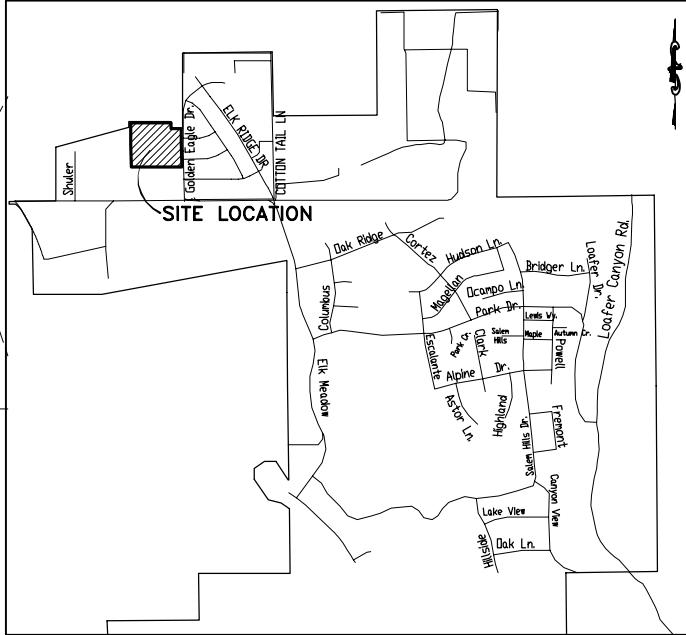 ELK RIDGE DR
Golden Eagle Dr.
COTTON TAIL LN
Shuler
SITE LOCATION
Oak Ridge
Cortez
Hudson Ln.
Loafer Canyon Rd.
Loafer Dr.
Bridger Ln.
Magellan
Ocampo Ln.
Columbus
Park Dr.
Lewis Wy.
Escalante
Park Cr.
Clark
Salem
Hills
Maple
Autumn Cr.
Powell
Elk Meadow
Alpine Dr.
Astor Ln.
Highland
Fremont
Salem Hills Dr.
Canyon View
Lake View
Hillside
Oak Ln.